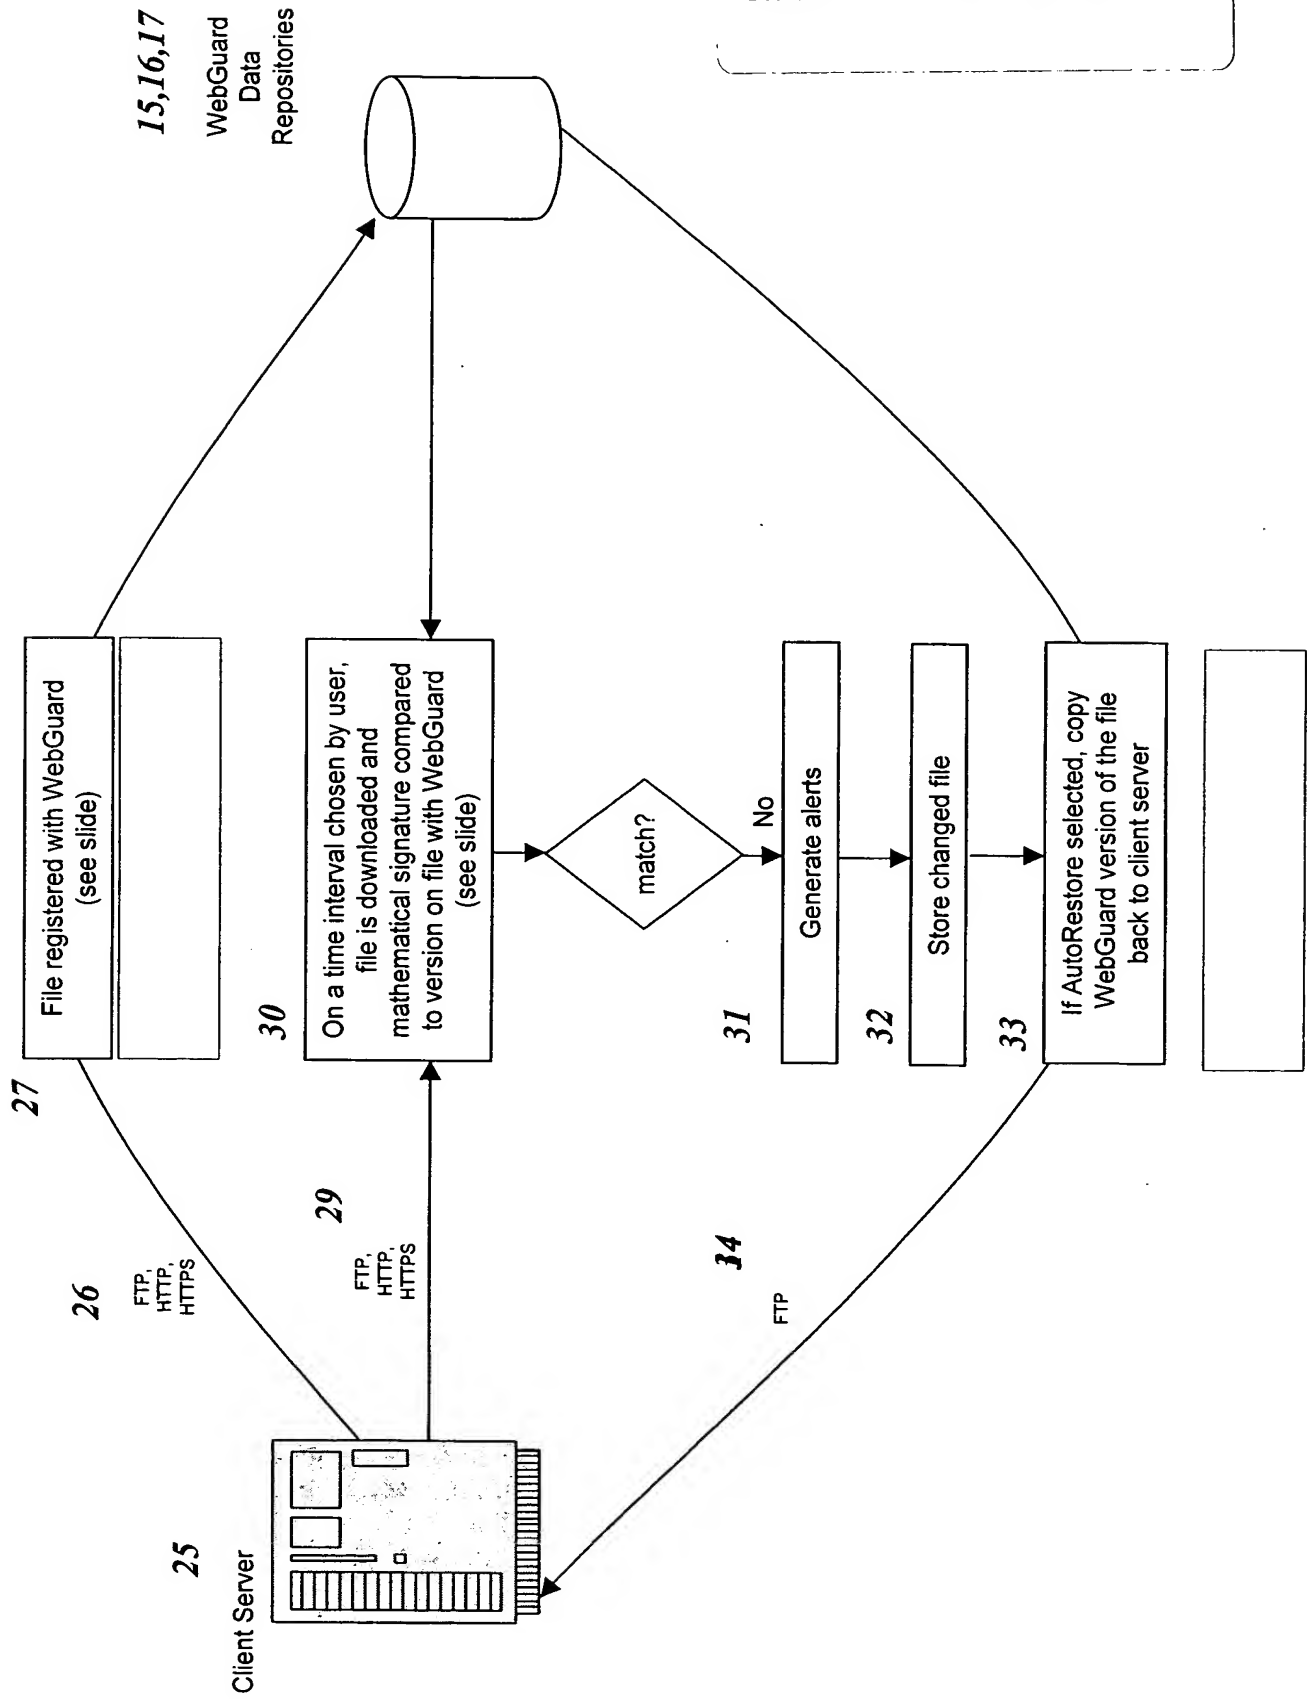 25
Client Server
26
FTP,
HTTP,
HTTPS
27
File registered with WebGuard
(see slide)
15,16,17
WebGuard
Data
Repositories
29
FTP,
HTTP,
HTTPS
30
On a time interval chosen by user,
file is downloaded and
mathematical signature compared
to version on file with WebGuard
(see slide)
match?
No
31
Generate alerts
32
Store changed file
33
If AutoRestore selected, copy
WebGuard version of the file
back to client server
34
FTP